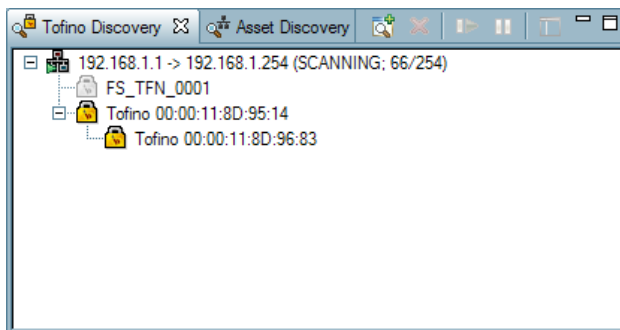 Tofino Discovery Asset Discovery
192.168.1.1 -> 192.168.1.254 (SCANNING; 66/254)
FS_TFN_0001
Tofino 00:00:11:8D:95:14
Tofino 00:00:11:8D:96:83